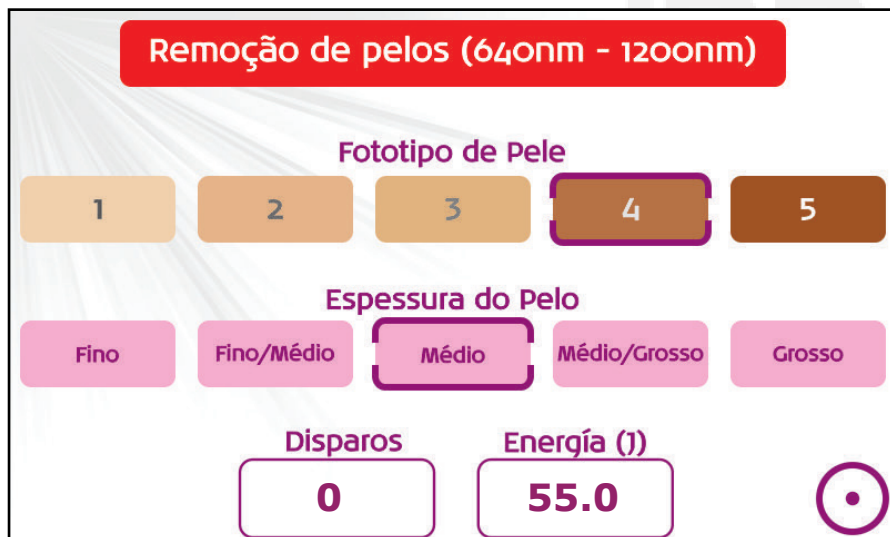 Remoção de pelos (640nm - 1200nm)
Fototipo de Pele
1 2 3 4 5
Espessura do Pelo
Fino Fino/Médio Médio Médio/Grosso Grosso
Disparos Energía (J)
0 55.0